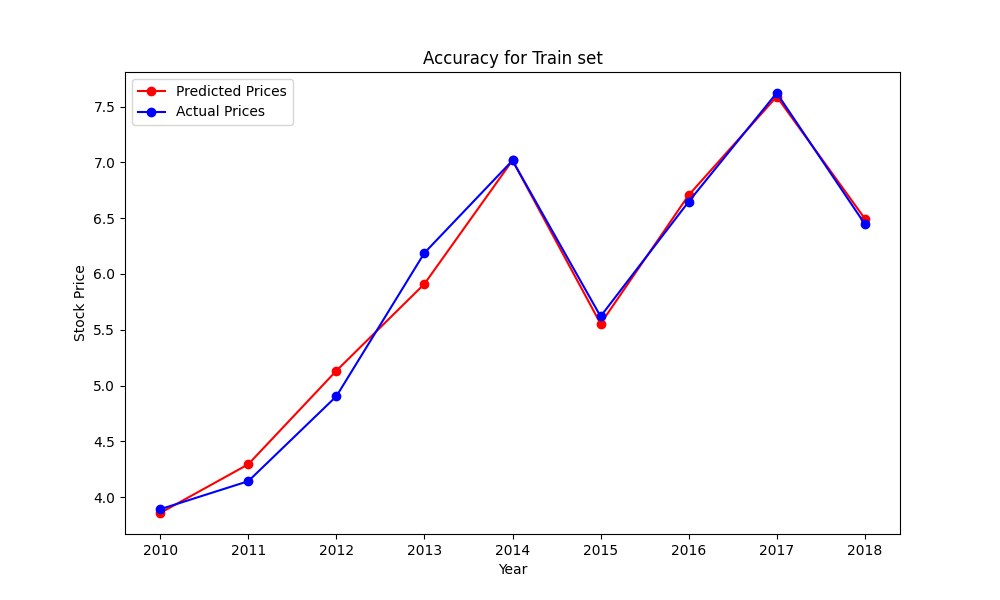 Accuracy for Train set
Predicted Prices
Actual Prices
7.5
7.0
6.5
6.0
5.5
5.0
4.5
4.0
Stock Price
2010 2011 2012 2013 2014 2015 2016 2017 2018
Year